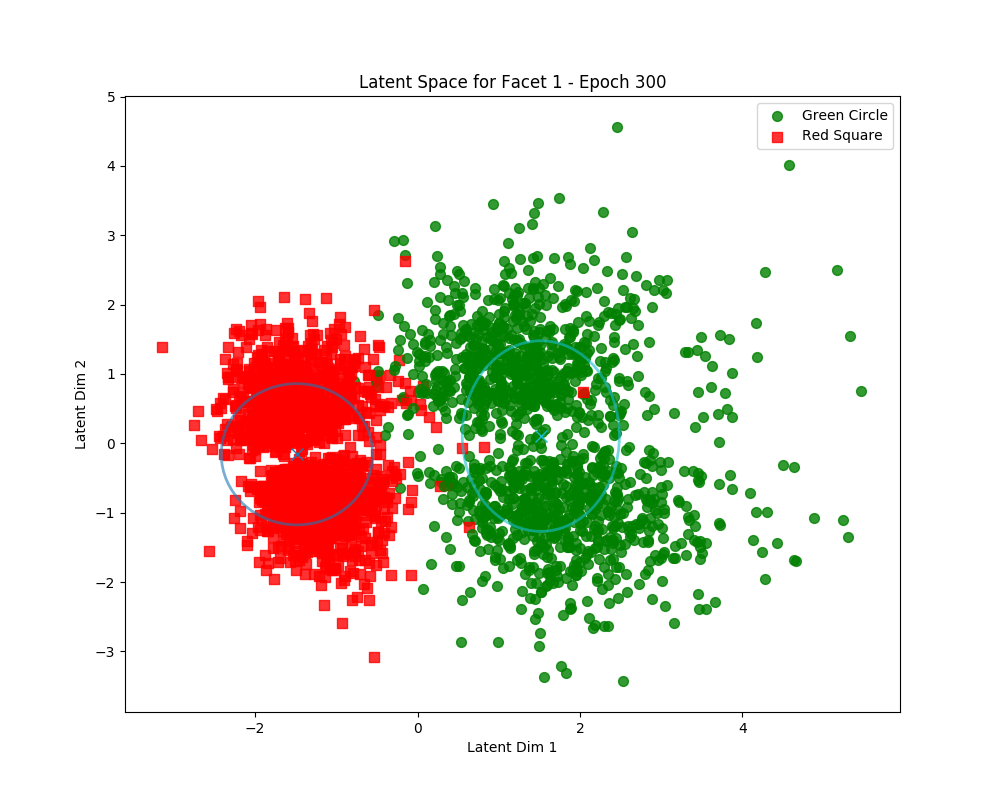 Latent Space for Facet 1 - Epoch 300
Green Circle
Red Square
5
4
3
2
1
0
−1
−2
−3
Latent Dim 2
−2
0
2
4
Latent Dim 1